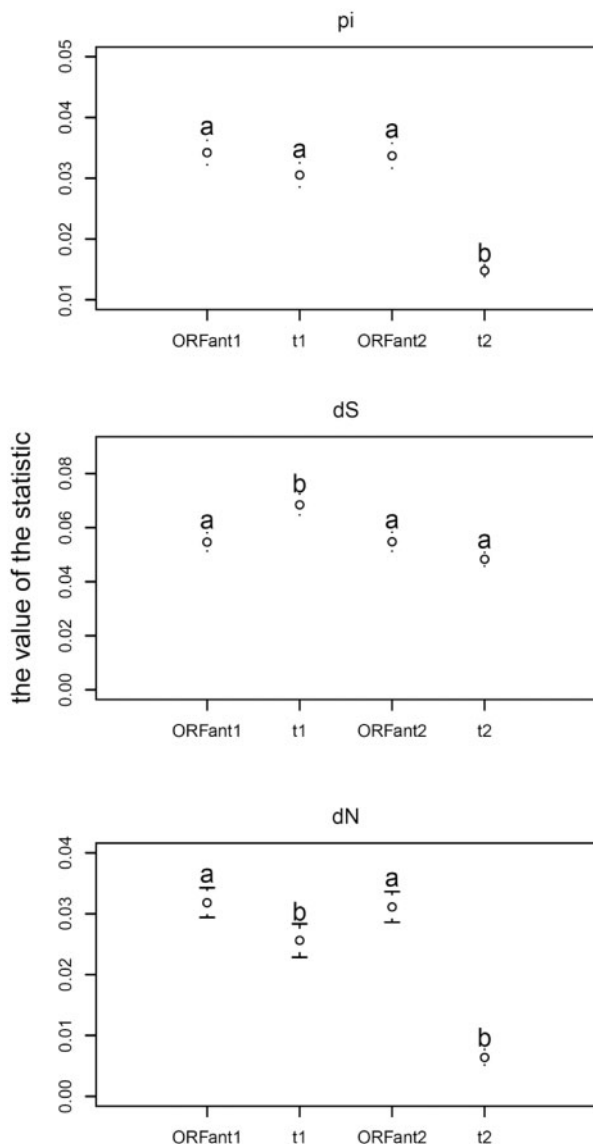 the value of the statistic
pi
0.05
0.04
0.03
0.02
0.01
a
a
a
b
ORFant1 t1 ORFant2 t2
dS
0.08
0.06
0.04
0.02
0.00
a
b
a
a
ORFant1 t1 ORFant2 t2
dN
0.04
0.03
0.02
0.01
0.00
a
b
a
b
ORFant1 t1 ORFant2 t2